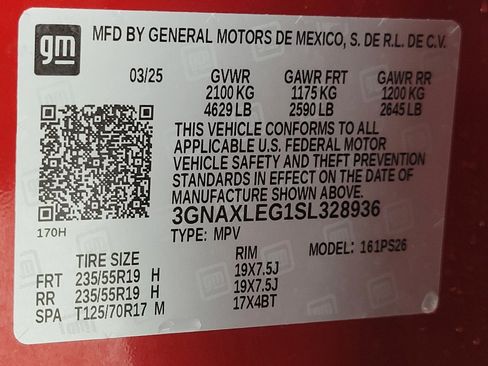 gm MFD BY GENERAL MOTORS DE MEXICO, S. DE R.L. DE C.V.
03/25 GVWR GAWR FRT GAWR RR
2100 KG 1175 KG 1200 KG
4629 LB 2590 LB 2645 LB
THIS VEHICLE CONFORMS TO ALL
APPLICABLE U.S. FEDERAL MOTOR
VEHICLE SAFETY AND THEFT PREVENTION
STANDARDS IN EFFECT ON THE DATE OF
MANUFACTURE SHOWN ABOVE.
3GNAXLEG1SL328936
170H
TYPE: MPV MODEL: 161PS26
TIRE SIZE RIM
FRT 235/55R19 H 19X7.5J
RR 235/55R19 H 19X7.5J
SPA T125/70R17 M 17X4BT